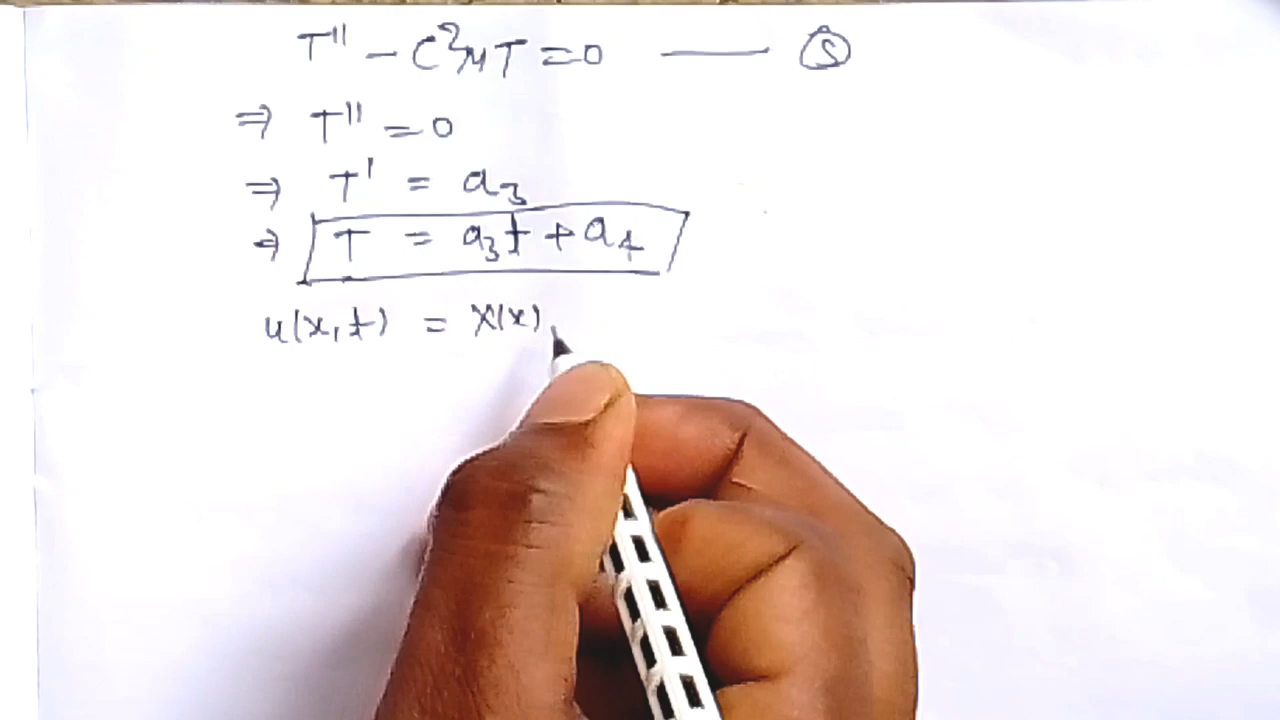 T'' - C²μT = 0 —— ⑤
⇒ T'' = 0
⇒ T' = a₃
⇒ T = a₃t + a₄
u(x,t) = X(x)